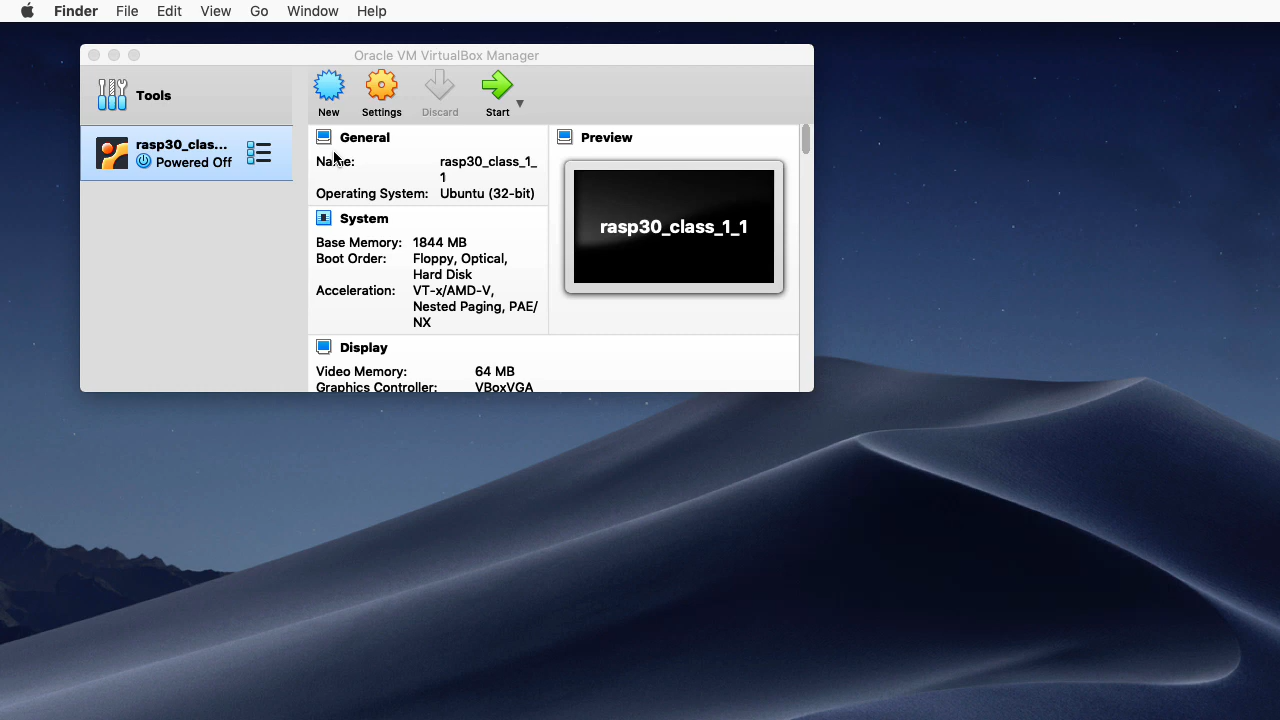 Finder File Edit View Go Window Help
Oracle VM VirtualBox Manager
Tools
New Settings Discard Start
rasp30_clas...
Powered Off
General
Name: rasp30_class_1_
1
Operating System: Ubuntu (32-bit)
System
Base Memory: 1844 MB
Boot Order: Floppy, Optical,
Hard Disk
Acceleration: VT-x/AMD-V,
Nested Paging, PAE/
NX
Display
Video Memory: 64 MB
Graphics Controller: VBoxVGA
Preview
rasp30_class_1_1